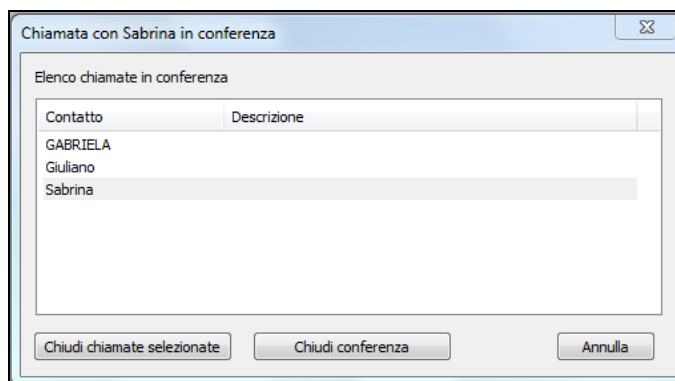 Chiamata con Sabrina in conferenza
Elenco chiamate in conferenza
Contatto Descrizione
GABRIELA
Giuliano
Sabrina
Chiudi chiamate selezionate Chiudi conferenza Annulla